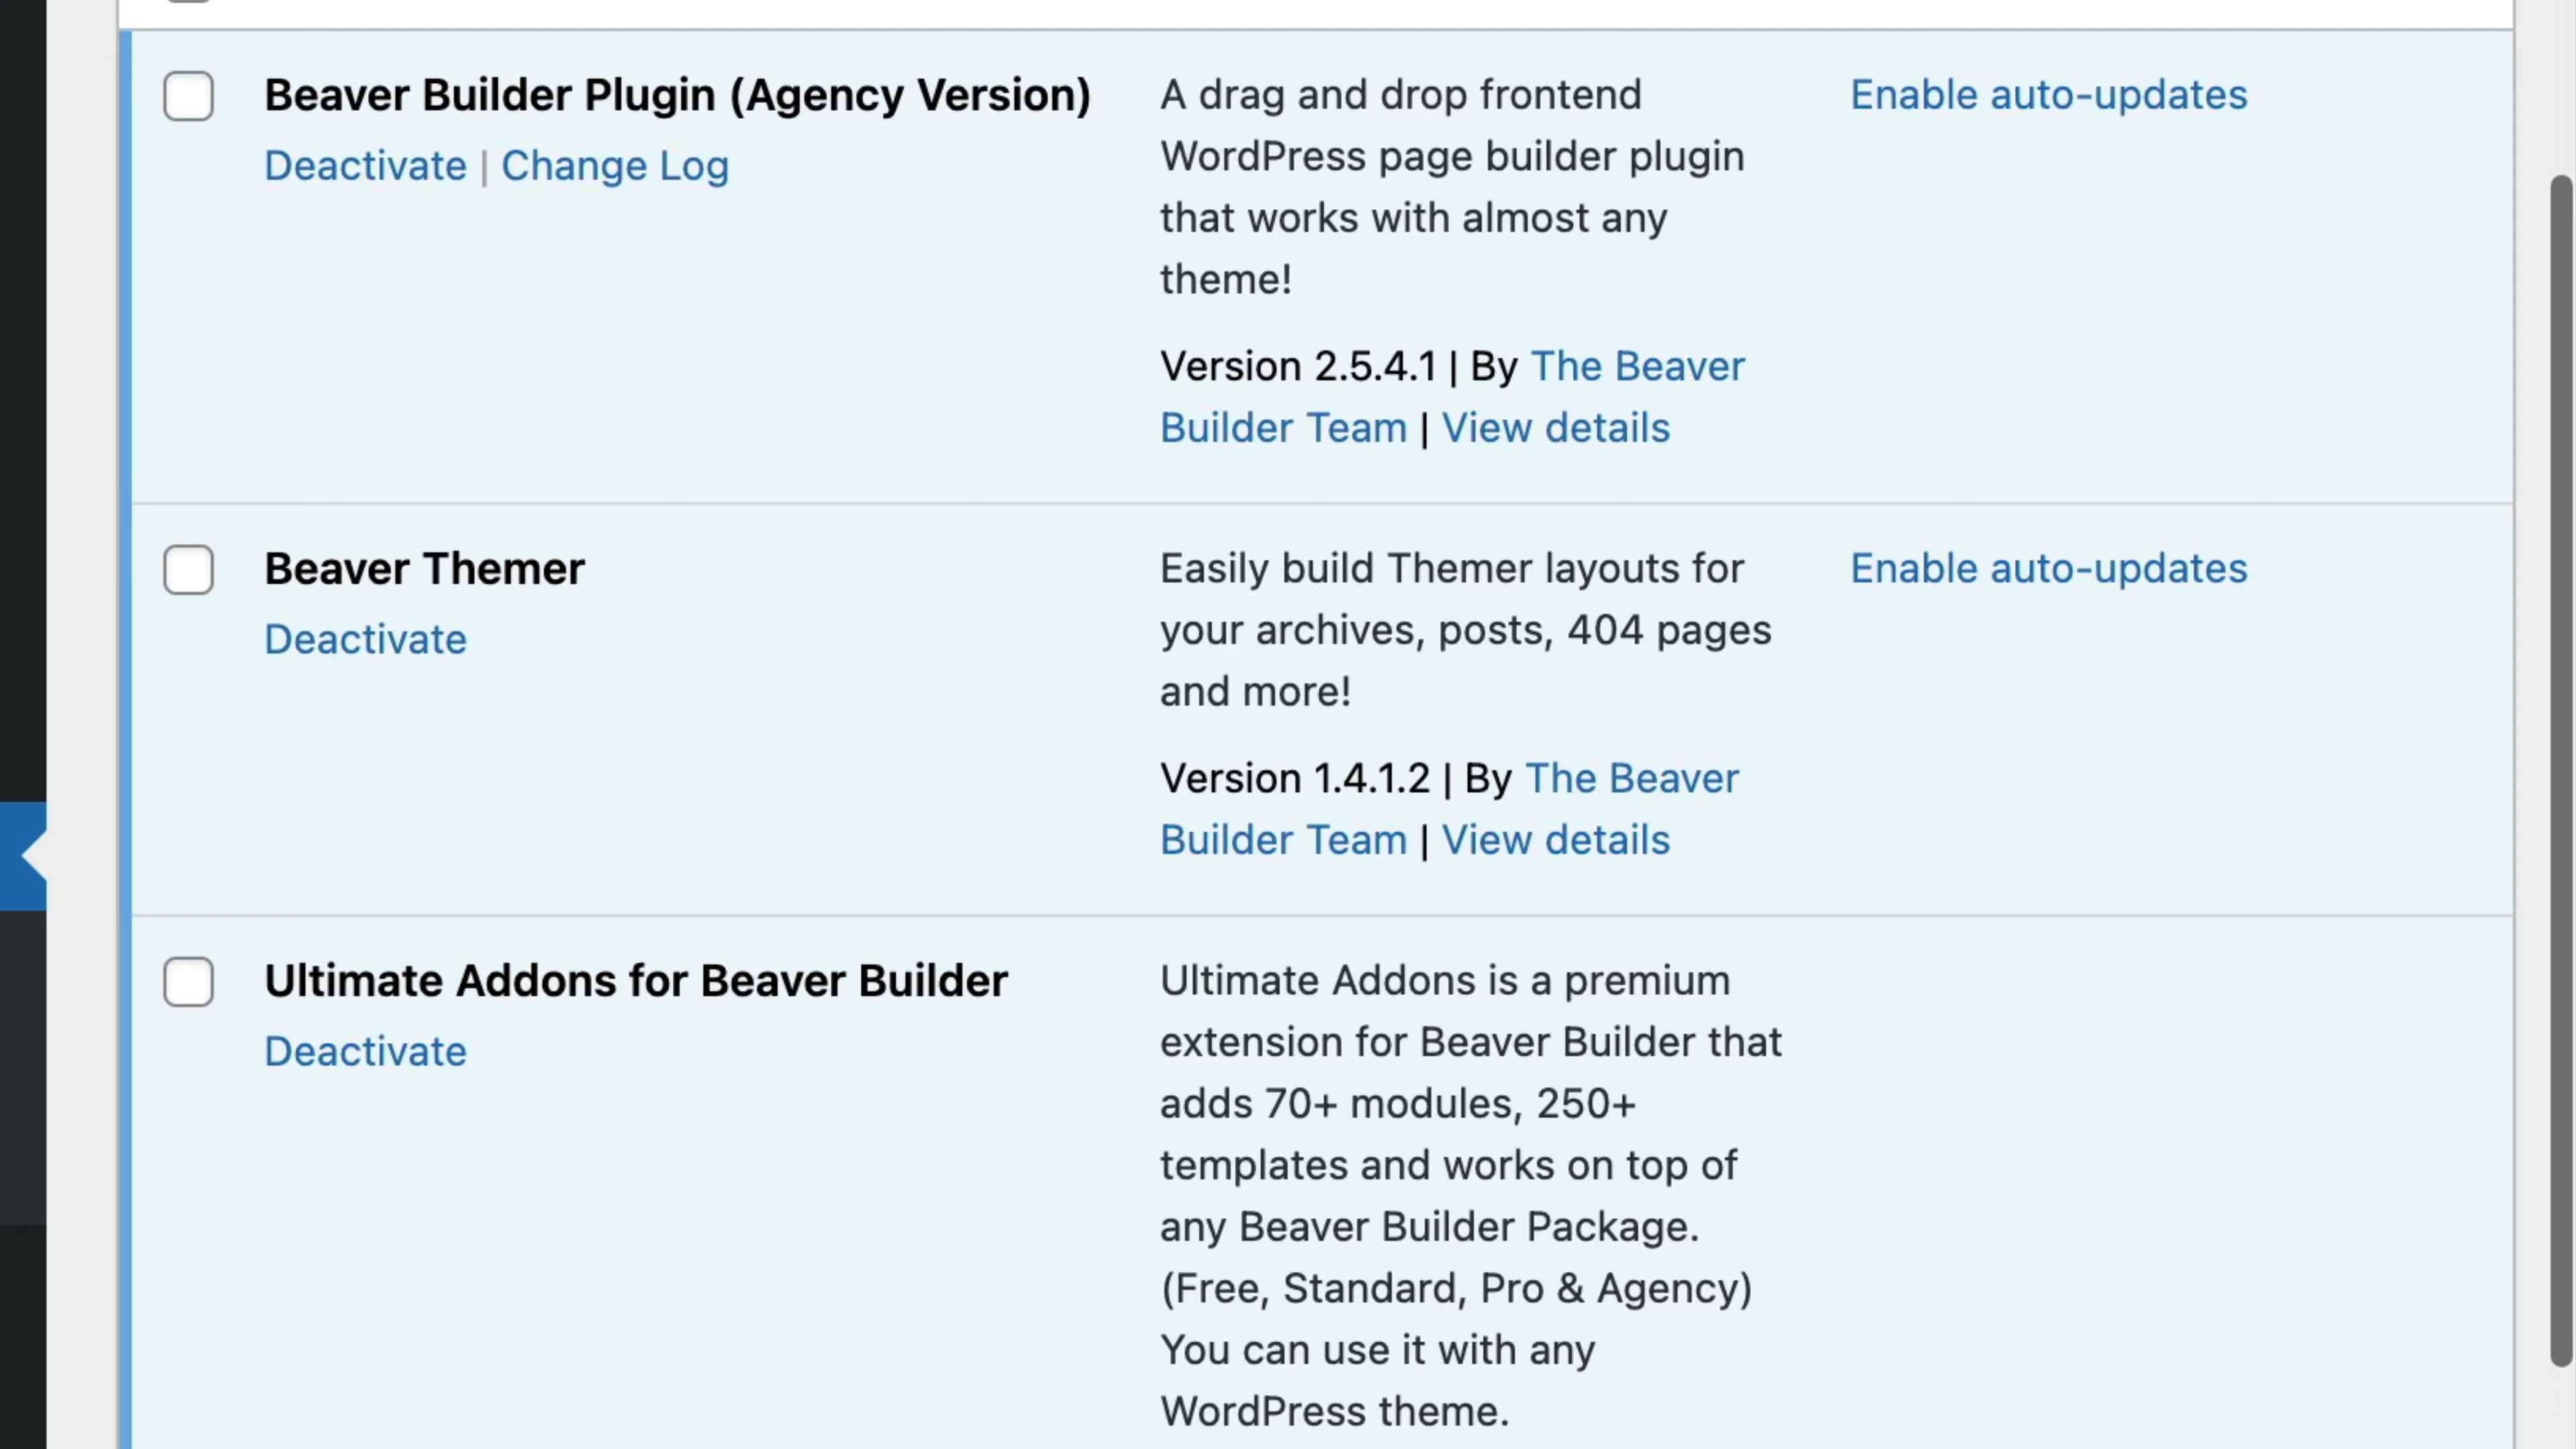 Beaver Builder Plugin (Agency Version)
Deactivate | Change Log
A drag and drop frontend
WordPress page builder plugin
that works with almost any
theme!
Version 2.5.4.1 | By The Beaver
Builder Team | View details
Enable auto-updates
Beaver Themer
Deactivate
Easily build Themer layouts for
your archives, posts, 404 pages
and more!
Version 1.4.1.2 | By The Beaver
Builder Team | View details
Enable auto-updates
Ultimate Addons for Beaver Builder
Deactivate
Ultimate Addons is a premium
extension for Beaver Builder that
adds 70+ modules, 250+
templates and works on top of
any Beaver Builder Package.
(Free, Standard, Pro & Agency)
You can use it with any
WordPress theme.